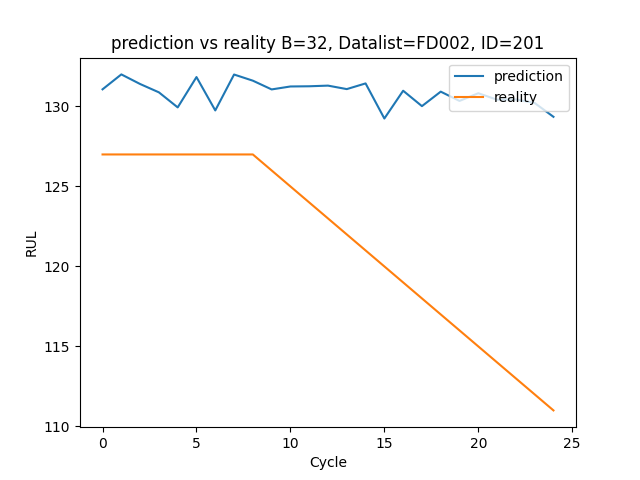 prediction vs reality B=32, Datalist=FD002, ID=201
prediction
reality
130
125
120
115
110
RUL
0 5 10 15 20 25
Cycle